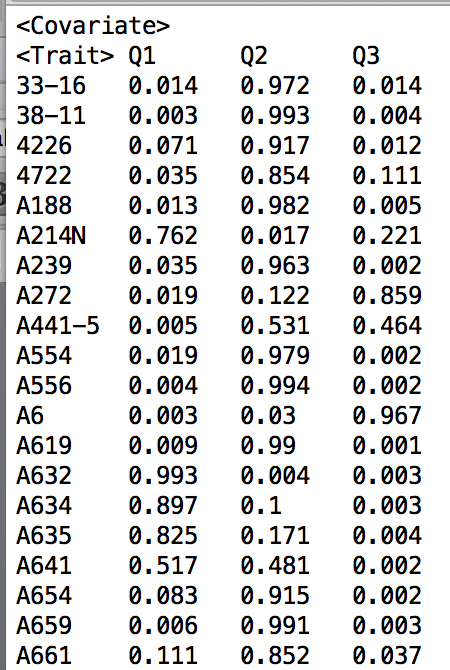 <Covariate>
<Trait> Q1 Q2 Q3
33-16 0.014 0.972 0.014
38-11 0.003 0.993 0.004
4226 0.071 0.917 0.012
4722 0.035 0.854 0.111
A188 0.013 0.982 0.005
A214N 0.762 0.017 0.221
A239 0.035 0.963 0.002
A272 0.019 0.122 0.859
A441-5 0.005 0.531 0.464
A554 0.019 0.979 0.002
A556 0.004 0.994 0.002
A6 0.003 0.03 0.967
A619 0.009 0.99 0.001
A632 0.993 0.004 0.003
A634 0.897 0.1 0.003
A635 0.825 0.171 0.004
A641 0.517 0.481 0.002
A654 0.083 0.915 0.002
A659 0.006 0.991 0.003
A661 0.111 0.852 0.037